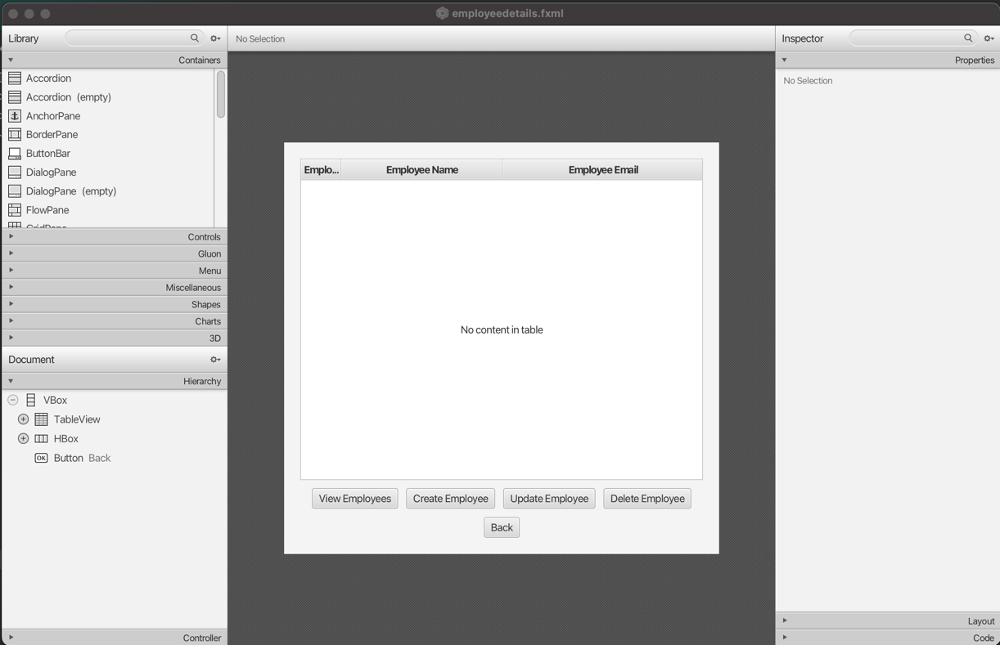 employeedetails.fxml
Library
No Selection
Inspector
Containers
Properties
Accordion
No Selection
Accordion (empty)
AnchorPane
BorderPane
ButtonBar
DialogPane
DialogPane (empty)
FlowPane
GridPane
Controls
Gluon
Menu
Miscellaneous
Shapes
Charts
3D
Document
Hierarchy
VBox
TableView
HBox
OK Button Back
Controller
Emplo... Employee Name Employee Email
No content in table
View Employees Create Employee Update Employee Delete Employee
Back
Layout
Code